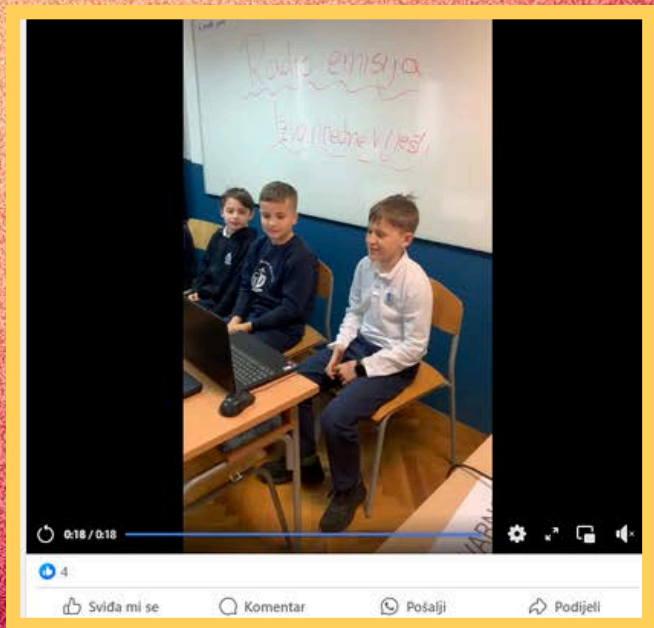 Radio emisija
Izvanredne vijesti
0:18 / 0:18
4
Sviđa mi se
Komentar
Pošalji
Podijeli